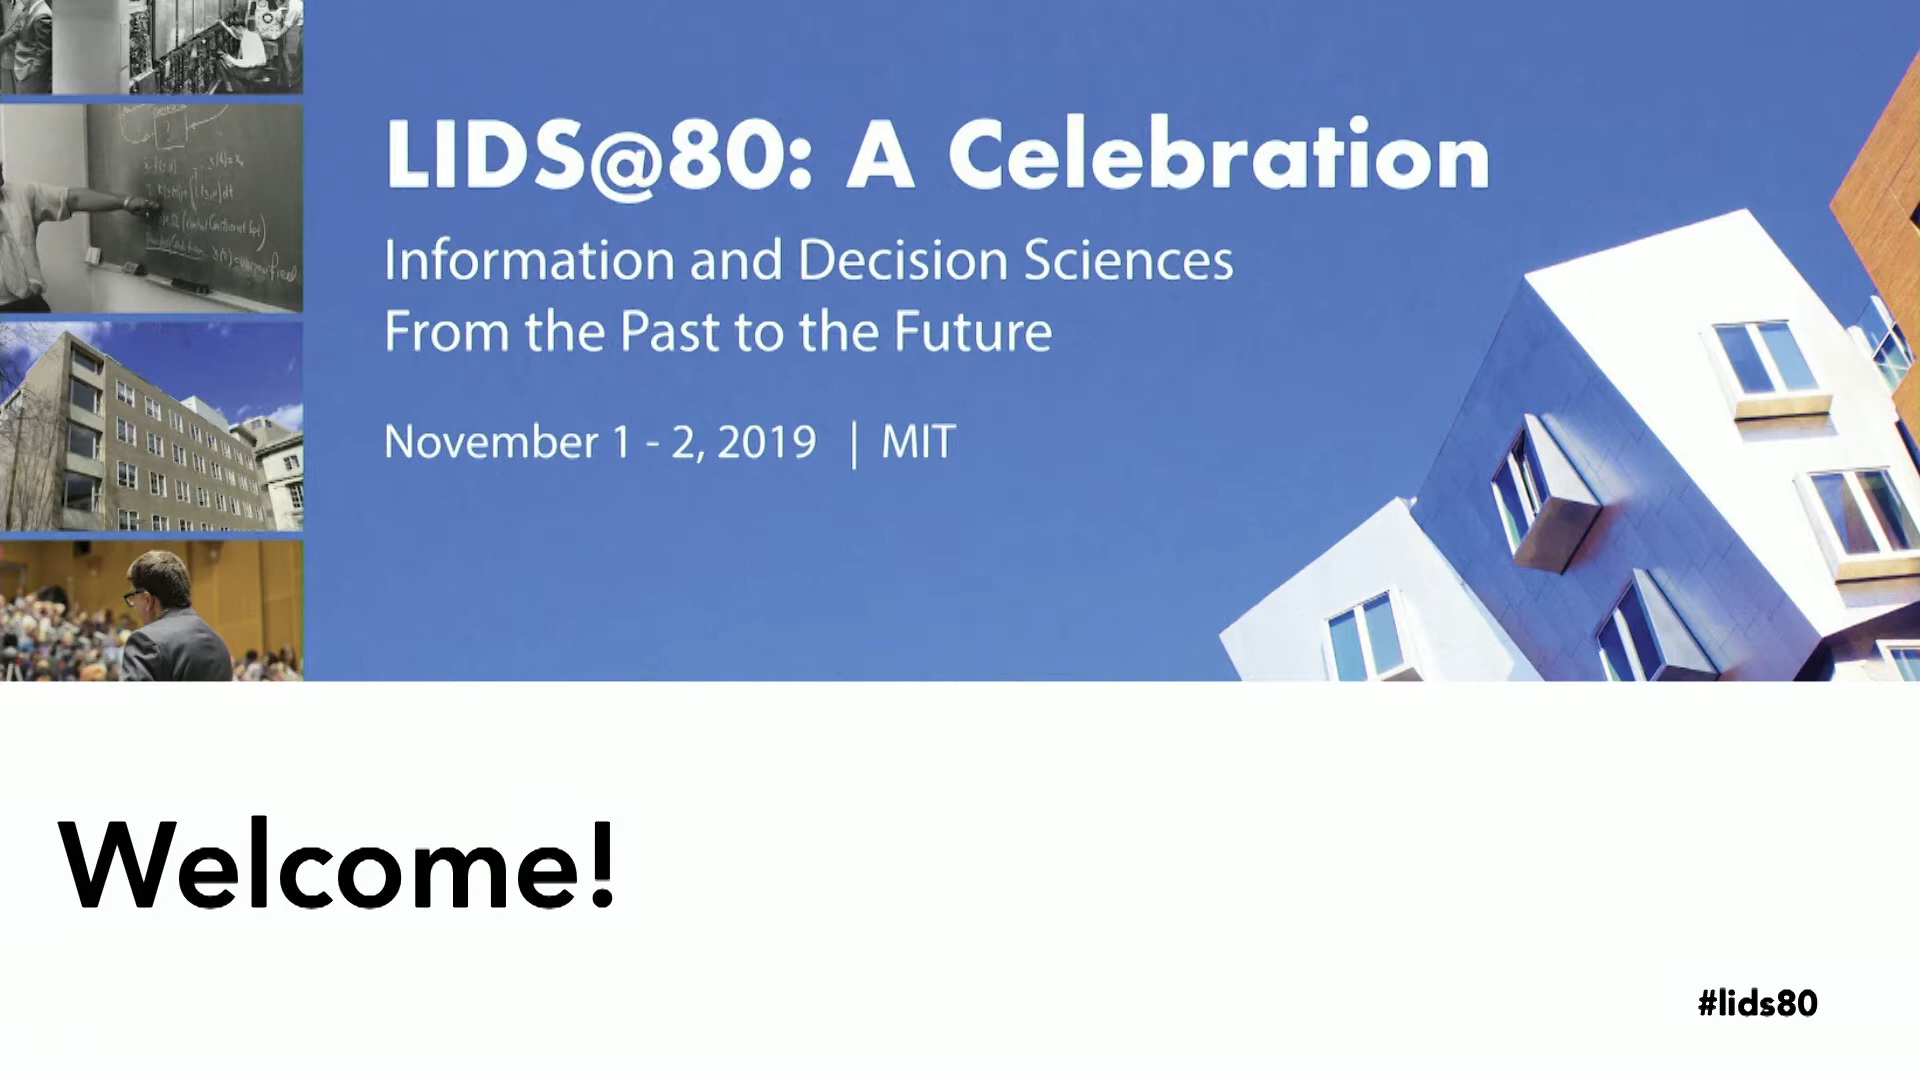 LIDS@80: A Celebration
Information and Decision Sciences
From the Past to the Future
November 1 - 2, 2019 | MIT
Welcome!
#lids80